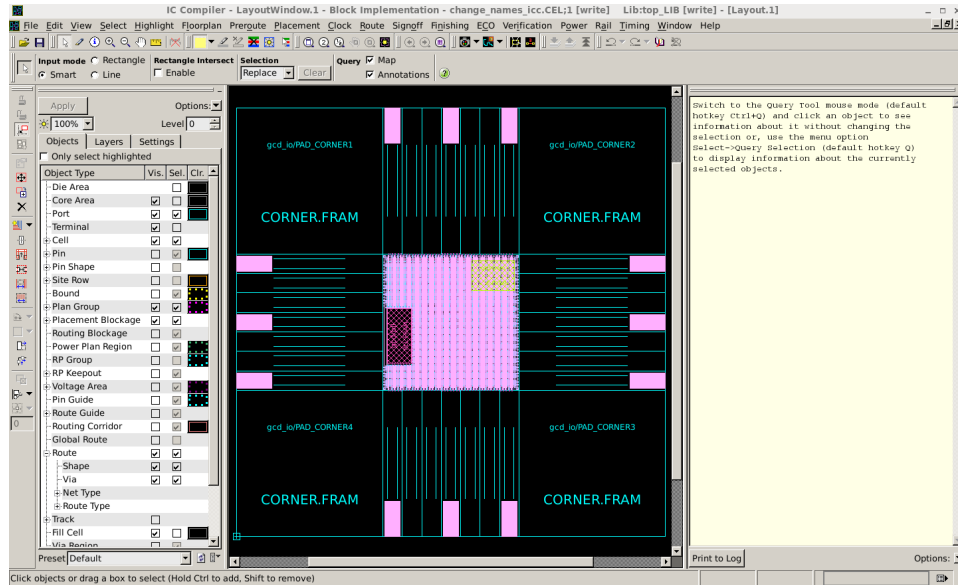 IC Compiler - LayoutWindow.1 - Block Implementation - change_names_icc.CEL;1 [write]    Lib:top_LIB [write] - [Layout.1]
File Edit View Select Highlight Floorplan Preroute Placement Clock Route Signoff Finishing ECO Verification Power Rail Timing Window Help
Input mode Rectangle Rectangle Intersect Selection Query Map
Smart Line Enable Replace Clear Annotations
Apply Options:
100% Level 0
Objects Layers Settings
Only select highlighted
Object Type Vis. Sel. Clr.
Die Area
Core Area
Port
Terminal
Cell
Pin
Pin Shape
Site Row
Bound
Plan Group
Placement Blockage
Routing Blockage
Power Plan Region
RP Group
RP Keepout
Voltage Area
Pin Guide
Route Guide
Routing Corridor
Global Route
Route
Shape
Via
Net Type
Route Type
Track
Fill Cell
Via Region
Preset Default
0
gcd_io/PAD_CORNER1
gcd_io/PAD_CORNER2
CORNER.FRAM
CORNER.FRAM
gcd_io/PAD_CORNER4
gcd_io/PAD_CORNER3
CORNER.FRAM
CORNER.FRAM
Switch to the Query Tool mouse mode (default
hotkey Ctrl+Q) and click an object to see
information about it without changing the
selection or, use the menu option
Select->Query Selection (default hotkey Q)
to display information about the currently
selected objects.
Print to Log Options:
Click objects or drag a box to select (Hold Ctrl to add, Shift to remove)